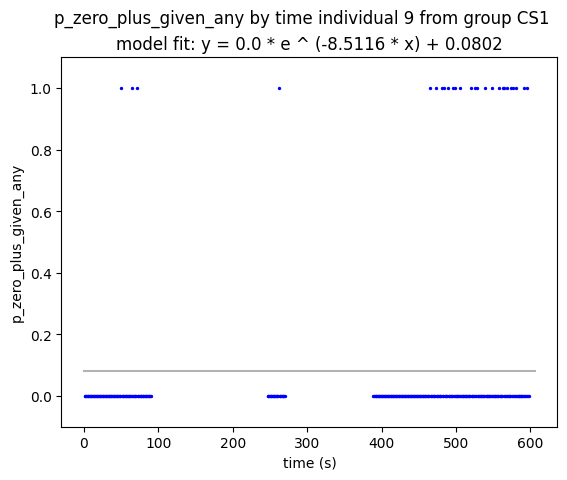 p_zero_plus_given_any by time individual 9 from group CS1
model fit: y = 0.0 * e ^ (-8.5116 * x) + 0.0802
1.0
0.8
0.6
0.4
0.2
0.0
p_zero_plus_given_any
0 100 200 300 400 500 600
time (s)